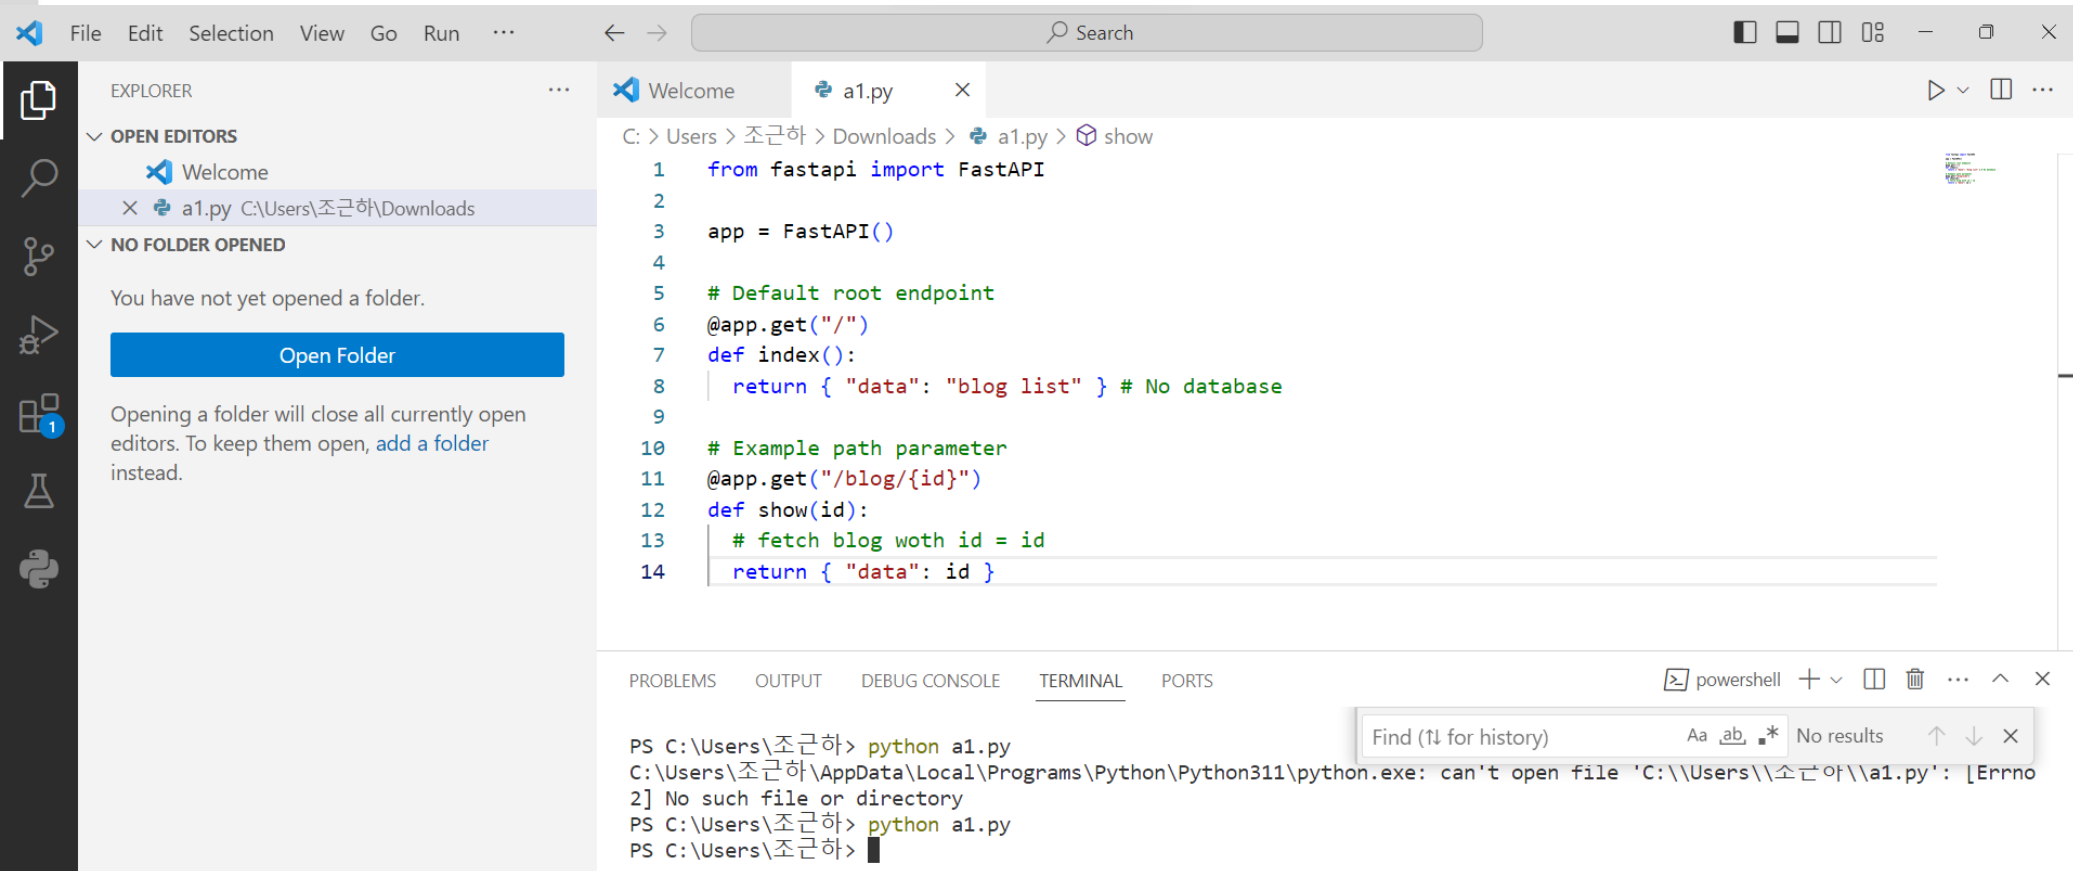 File Edit Selection View Go Run ···
Search
EXPLORER
OPEN EDITORS
Welcome
a1.py C:\Users\조근하\Downloads
NO FOLDER OPENED
You have not yet opened a folder.
Open Folder
Opening a folder will close all currently open
editors. To keep them open, add a folder
instead.
1
Welcome
a1.py
C: > Users > 조근하 > Downloads > a1.py > show
1 from fastapi import FastAPI
2
3 app = FastAPI()
4
5 # Default root endpoint
6 @app.get("/")
7 def index():
8 return { "data": "blog list" } # No database
9
10 # Example path parameter
11 @app.get("/blog/{id}")
12 def show(id):
13 # fetch blog woth id = id
14 return { "data": id }
PROBLEMS OUTPUT DEBUG CONSOLE TERMINAL PORTS
powershell
Find (⇅ for history) Aa ab .* No results
PS C:\Users\조근하> python a1.py
C:\Users\조근하\AppData\Local\Programs\Python\Python311\python.exe: can't open file 'C:\\Users\\조근하\\a1.py': [Errno
2] No such file or directory
PS C:\Users\조근하> python a1.py
PS C:\Users\조근하>